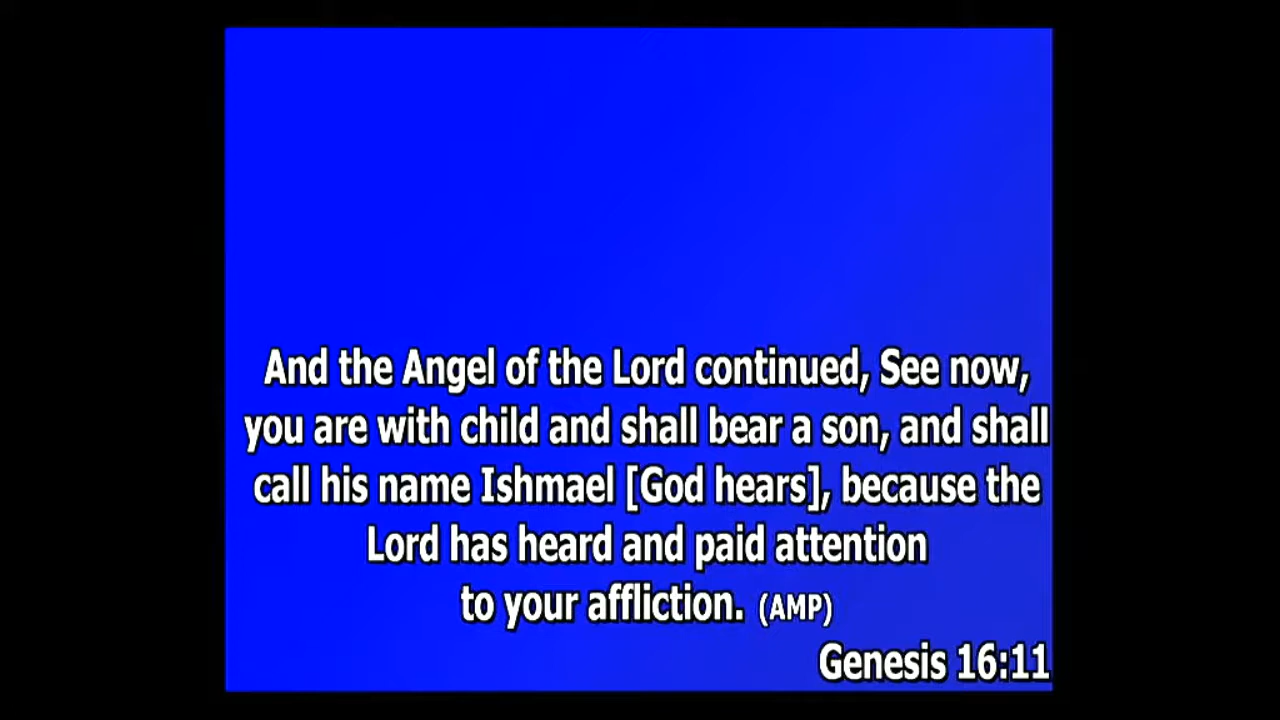 And the Angel of the Lord continued, See now,
you are with child and shall bear a son, and shall
call his name Ishmael [God hears], because the
Lord has heard and paid attention
to your affliction. (AMP)
Genesis 16:11